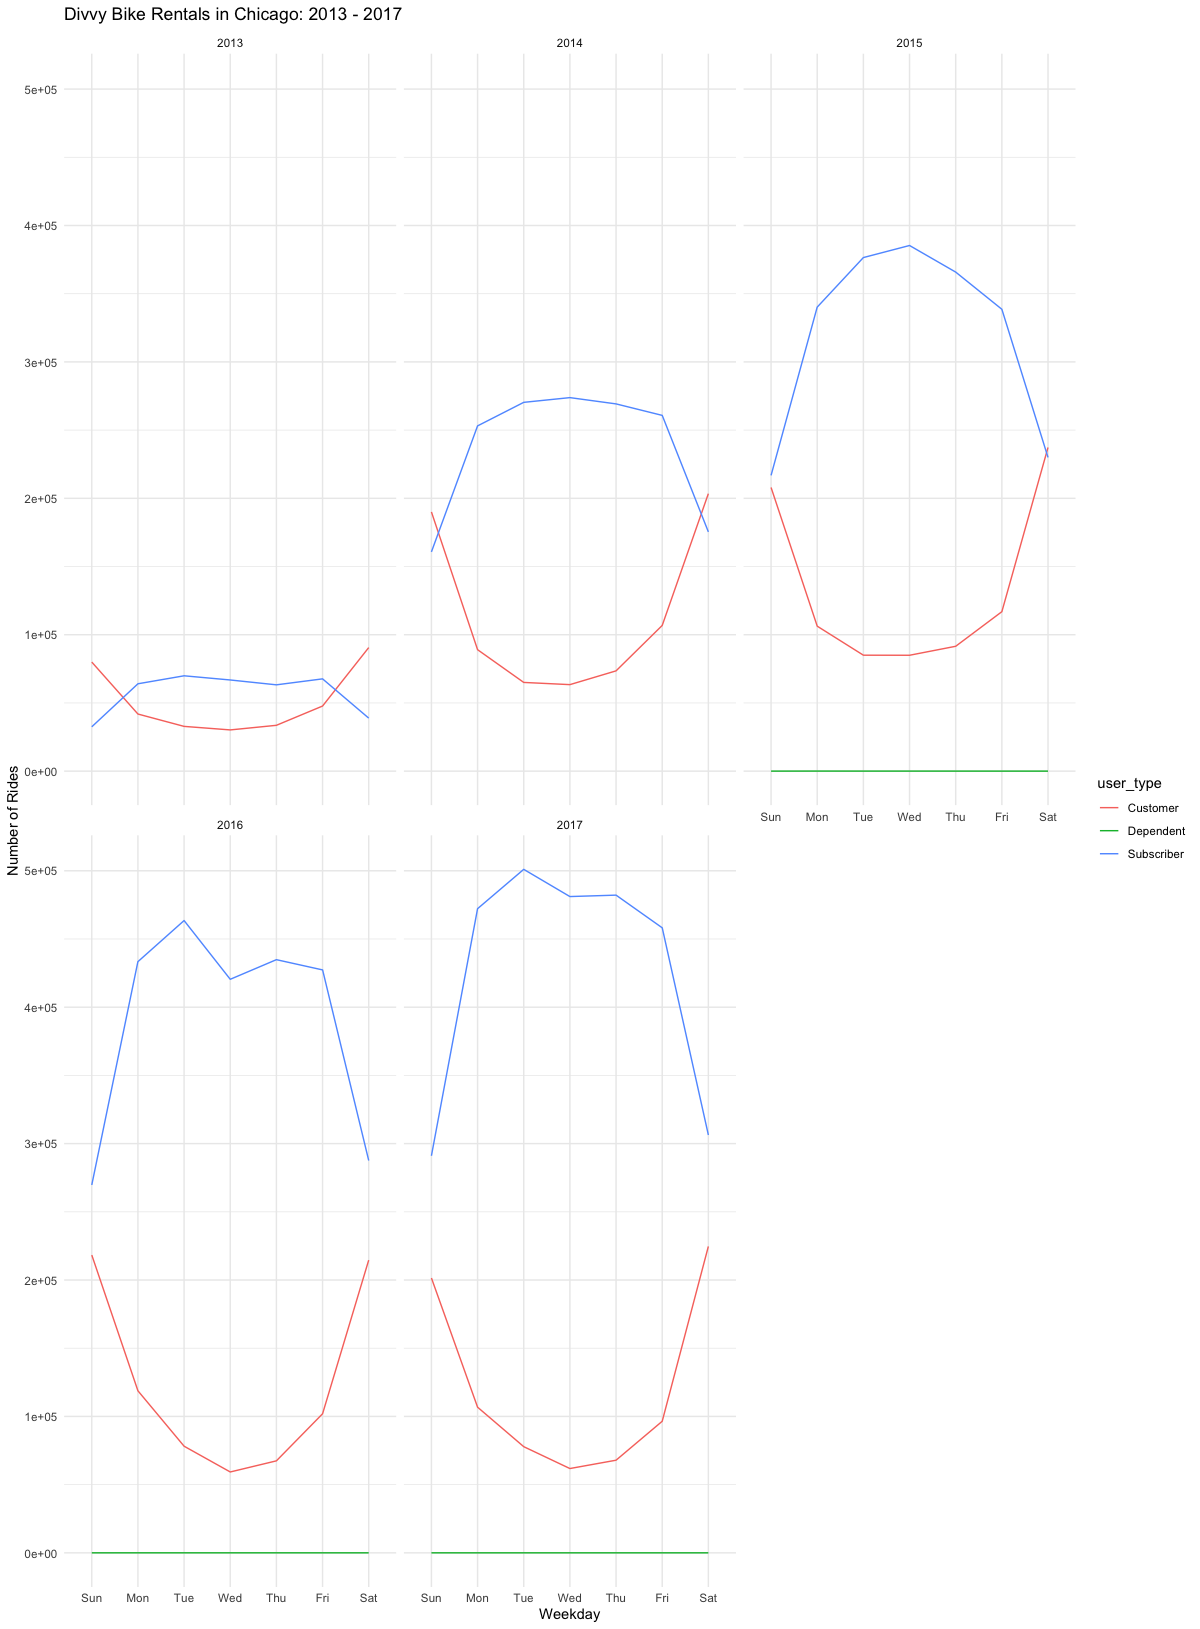 Divvy Bike Rentals in Chicago: 2013 - 2017
2013
2014
2015
5e+05
4e+05
3e+05
2e+05
1e+05
0e+00
Sun Mon Tue Wed Thu Fri Sat
2016
2017
5e+05
4e+05
3e+05
2e+05
1e+05
0e+00
Sun Mon Tue Wed Thu Fri Sat
Sun Mon Tue Wed Thu Fri Sat
Weekday
Number of Rides
user_type
Customer
Dependent
Subscriber